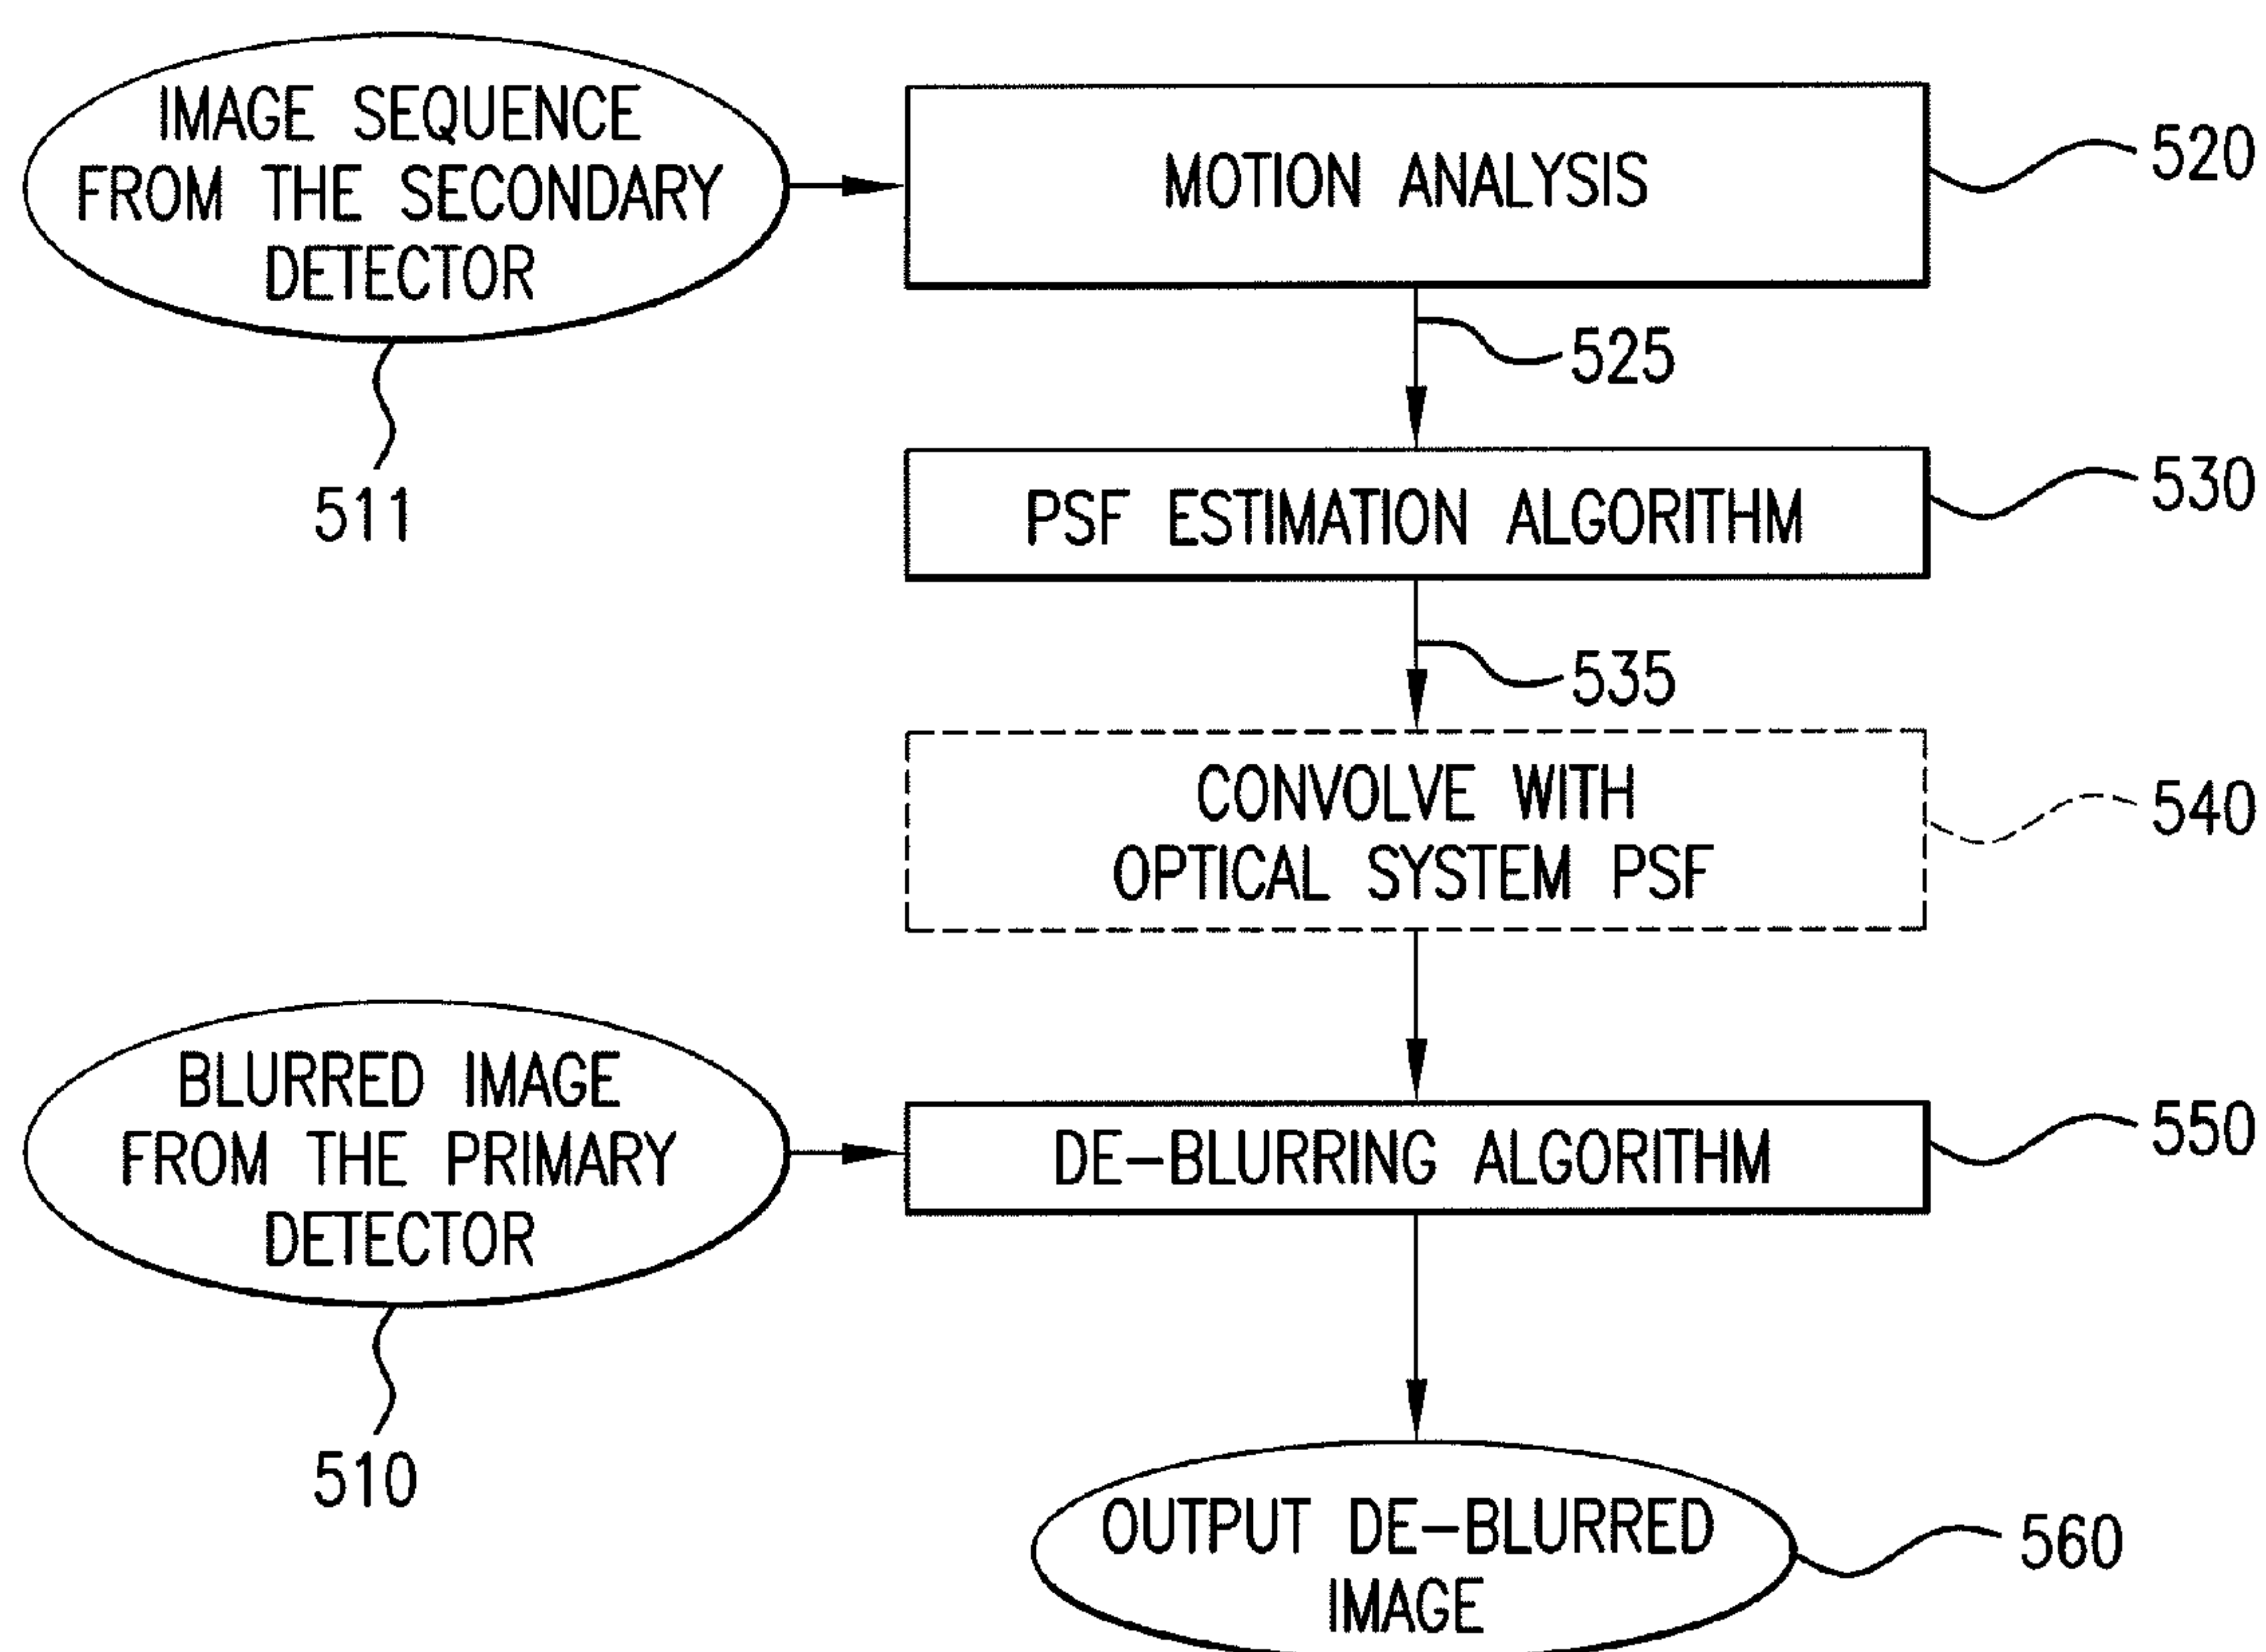 IMAGE SEQUENCE
FROM THE SECONDARY
DETECTOR
511
MOTION ANALYSIS
520
525
PSF ESTIMATION ALGORITHM
530
535
CONVOLVE WITH
OPTICAL SYSTEM PSF
540
BLURRED IMAGE
FROM THE PRIMARY
DETECTOR
510
DE-BLURRING ALGORITHM
550
OUTPUT DE-BLURRED
IMAGE
560